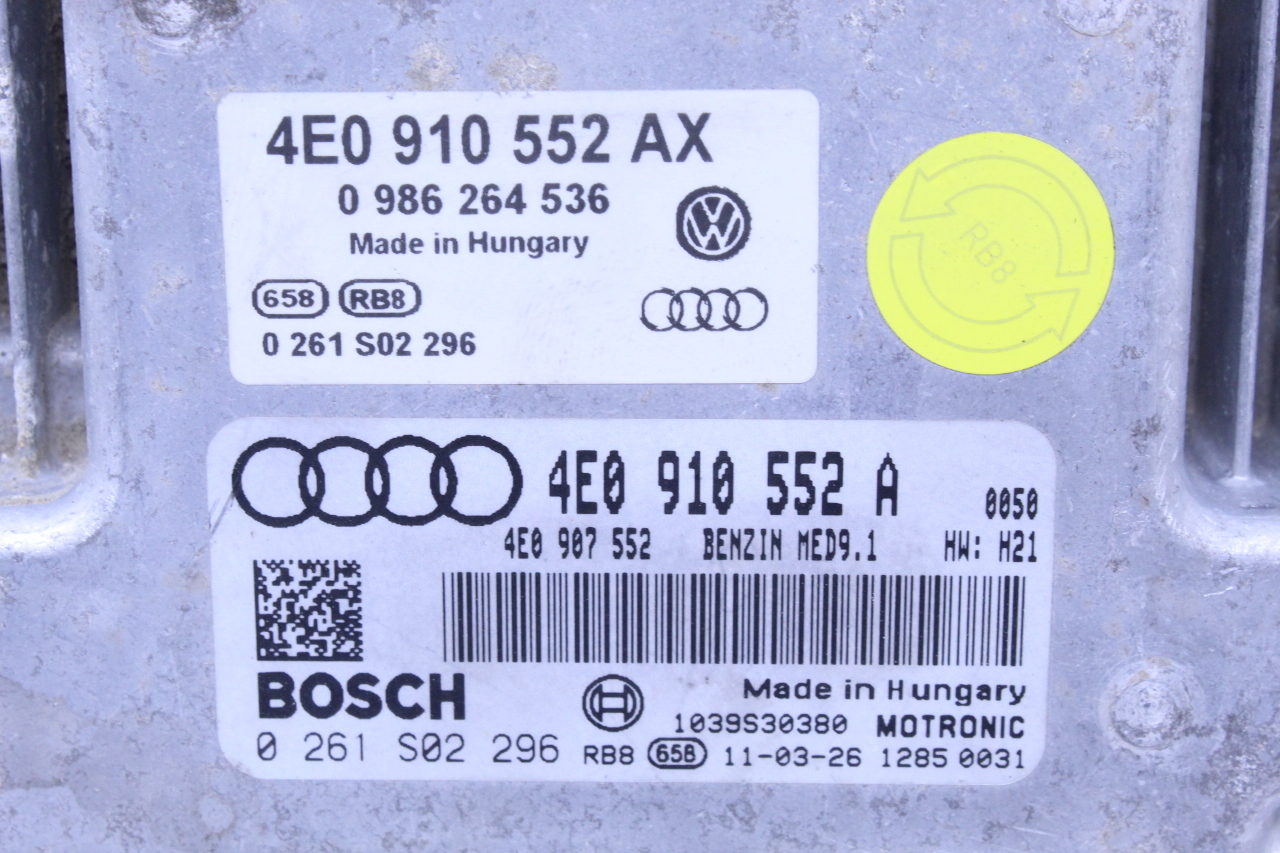 4E0 910 552 AX
0 986 264 536
Made in Hungary
658 RB8
0 261 S02 296
RB8
4E0 910 552 A 0050
4E0 907 552 BENZIN MED9.1 HW: H21
BOSCH
Made in Hungary
1039S30380 MOTRONIC
0 261 S02 296 RB8 658 11-03-26 1285 0031